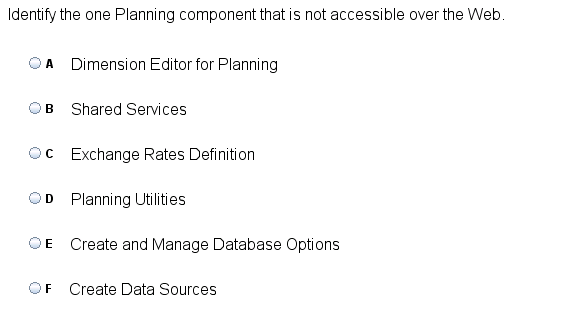 Identify the one Planning component that is not accessible over the Web.
A Dimension Editor for Planning
B Shared Services
C Exchange Rates Definition
D Planning Utilities
E Create and Manage Database Options
F Create Data Sources